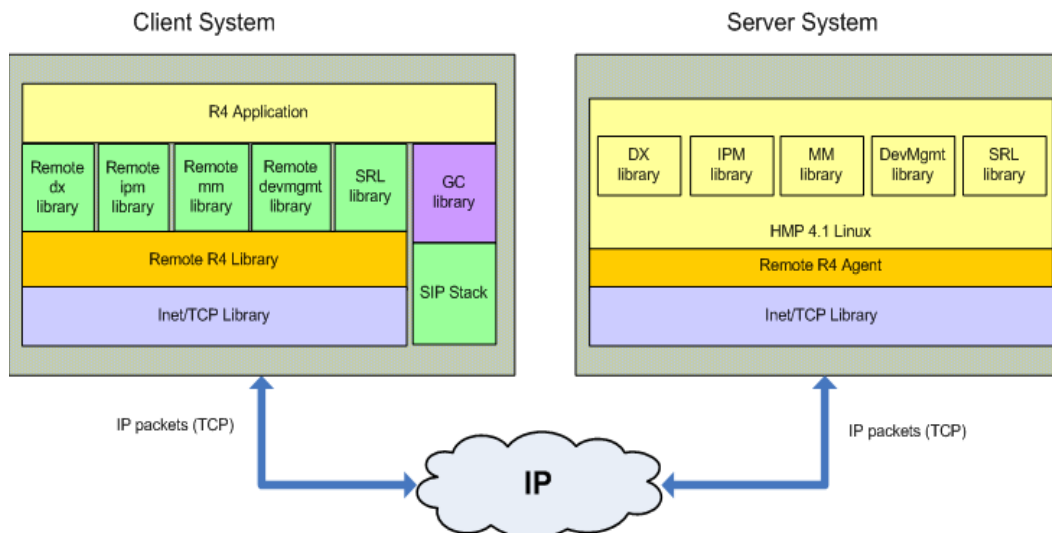 Client System
Server System
R4 Application
Remote
dx
library
Remote
ipm
library
Remote
mm
library
Remote
devmgmt
library
SRL
library
GC
library
Remote R4 Library
SIP Stack
Inet/TCP Library
DX
library
IPM
library
MM
library
DevMgmt
library
SRL
library
HMP 4.1 Linux
Remote R4 Agent
Inet/TCP Library
IP packets (TCP)
IP packets (TCP)
IP